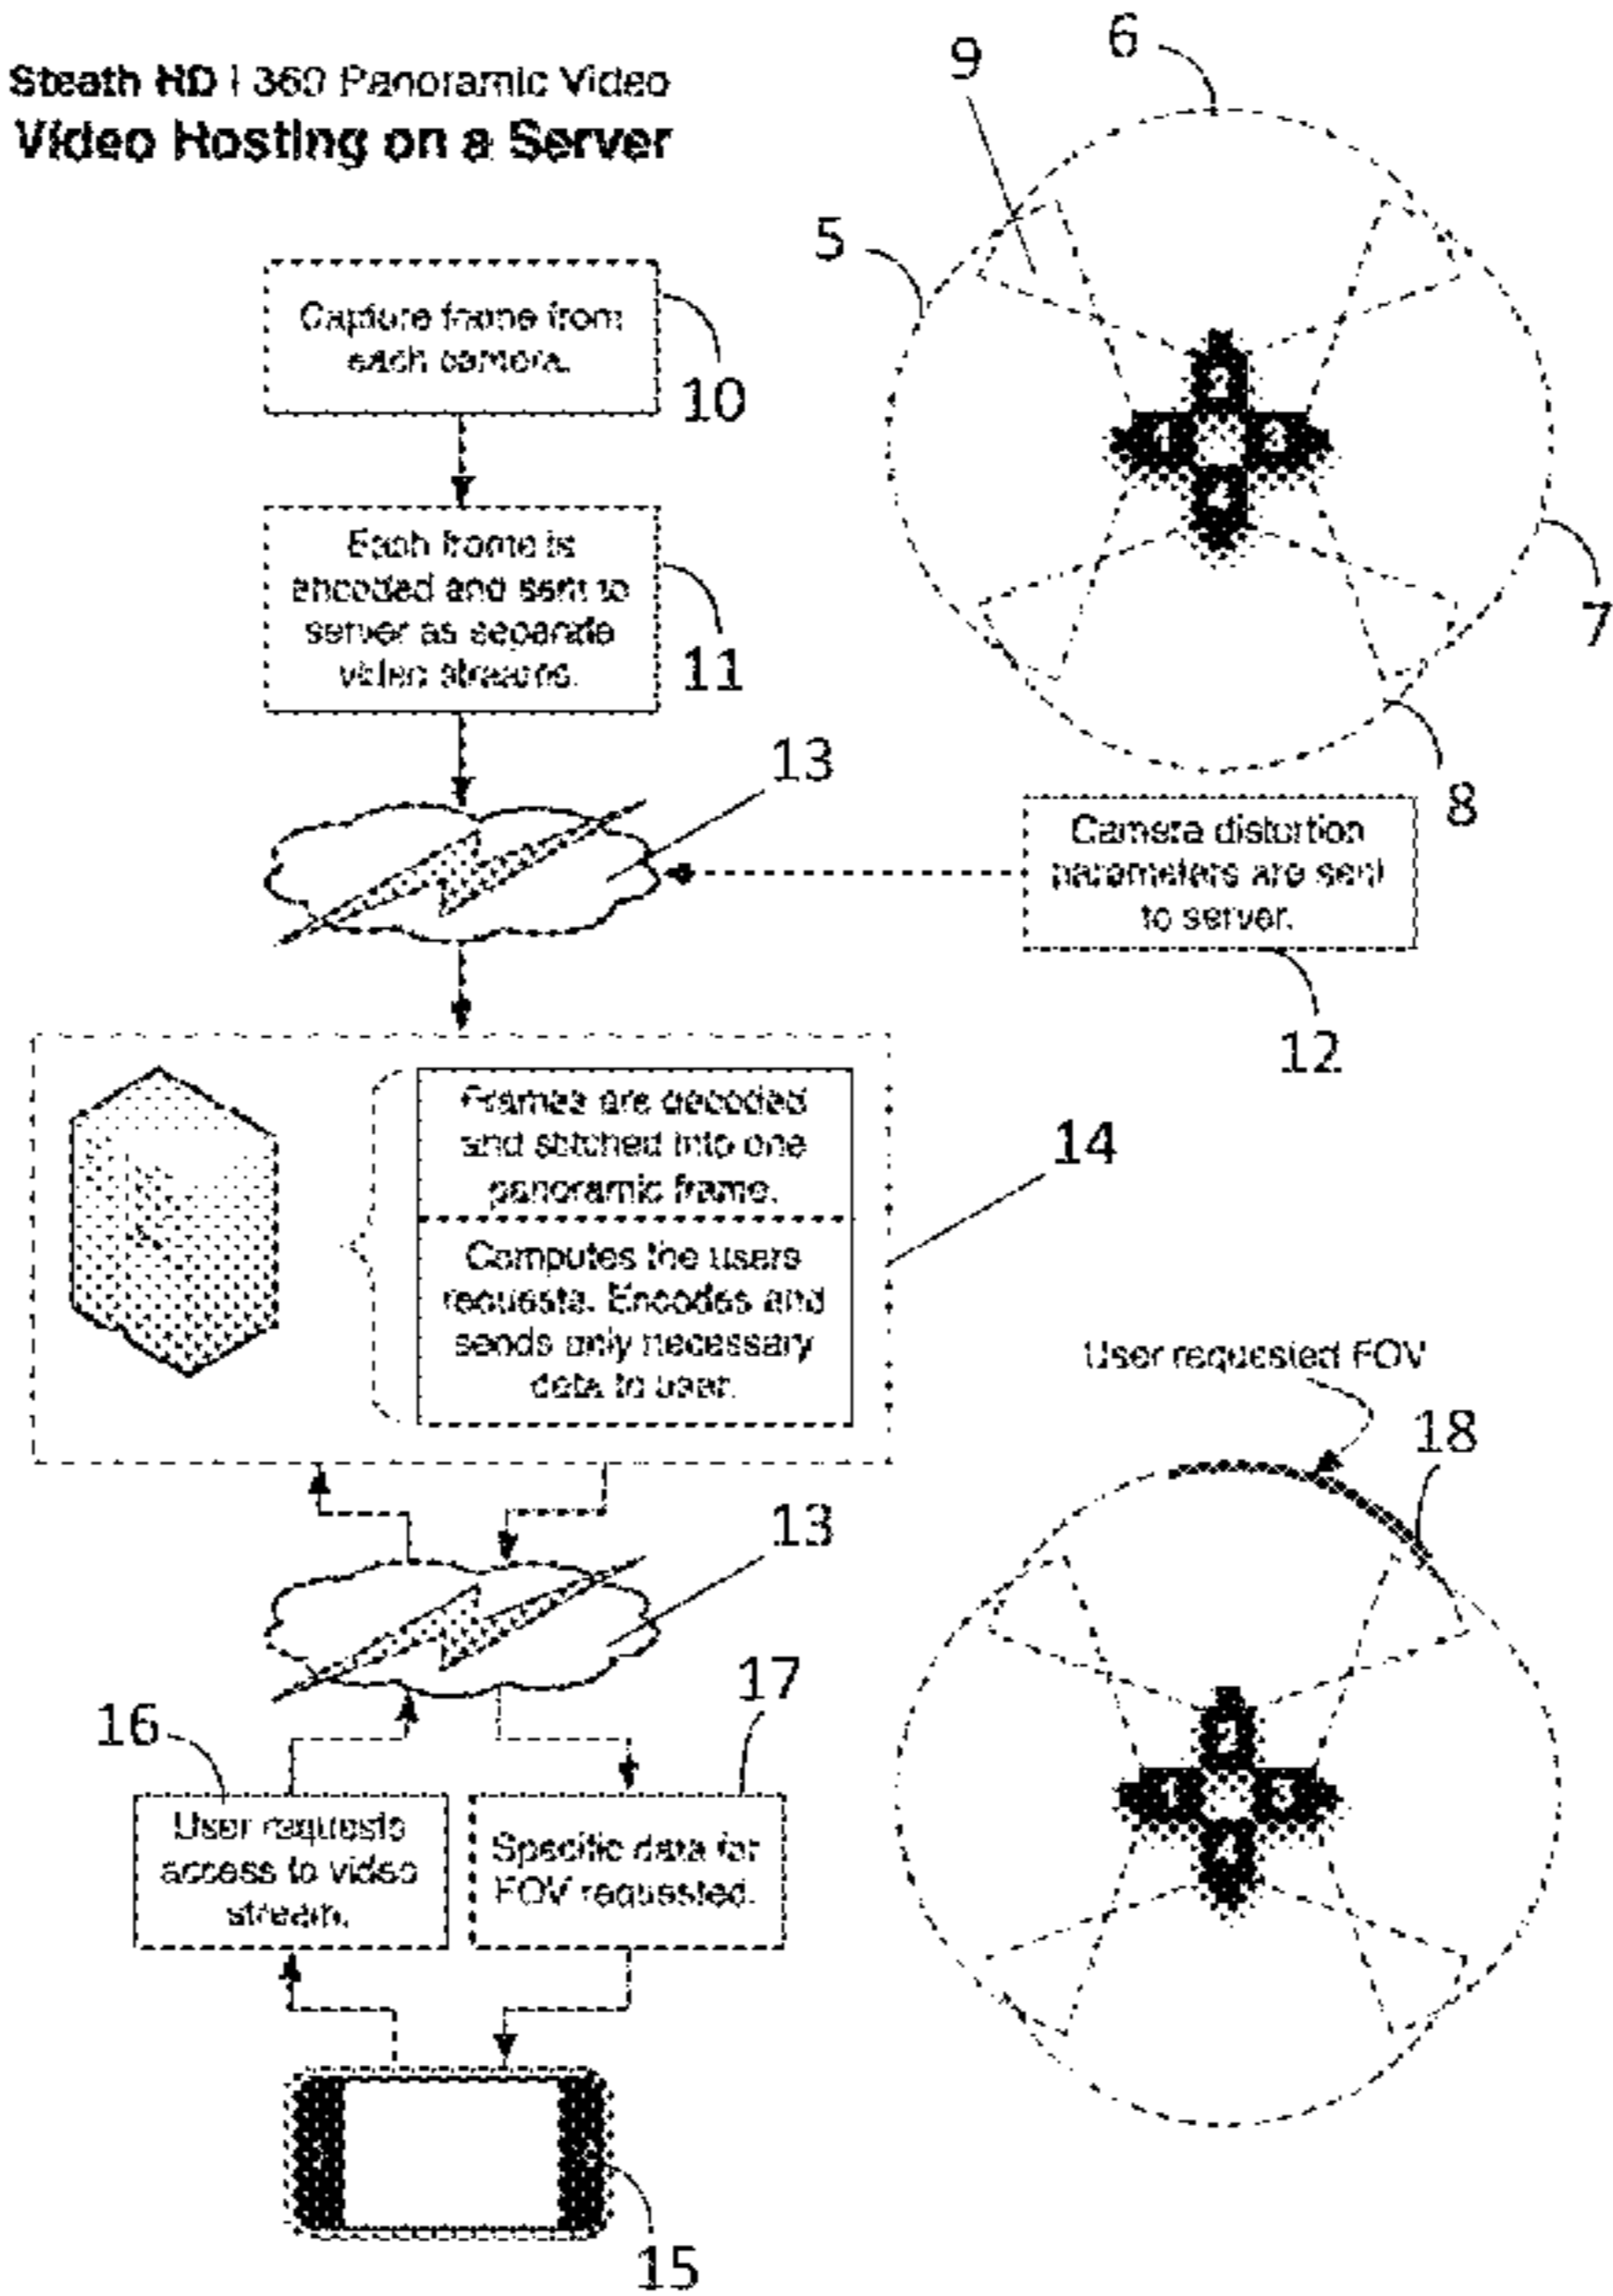 Steath HD | 360 Panoramic Video
Video Hosting on a Server
9
6
5
Capture frame from
each camera.
10
2
1
3
4
7
8
Each frame is
encoded and sent to
server as separate
video streams.
11
13
Camera distortion
parameters are sent
to server.
12
Frames are decoded
and stitched into one
panoramic frame.
Computes the users
requests. Encodes and
sends only necessary
data to user.
14
User requested FOV
18
13
16
17
User requests
access to video
stream.
Specific data for
FOV requested.
2
1
3
4
15